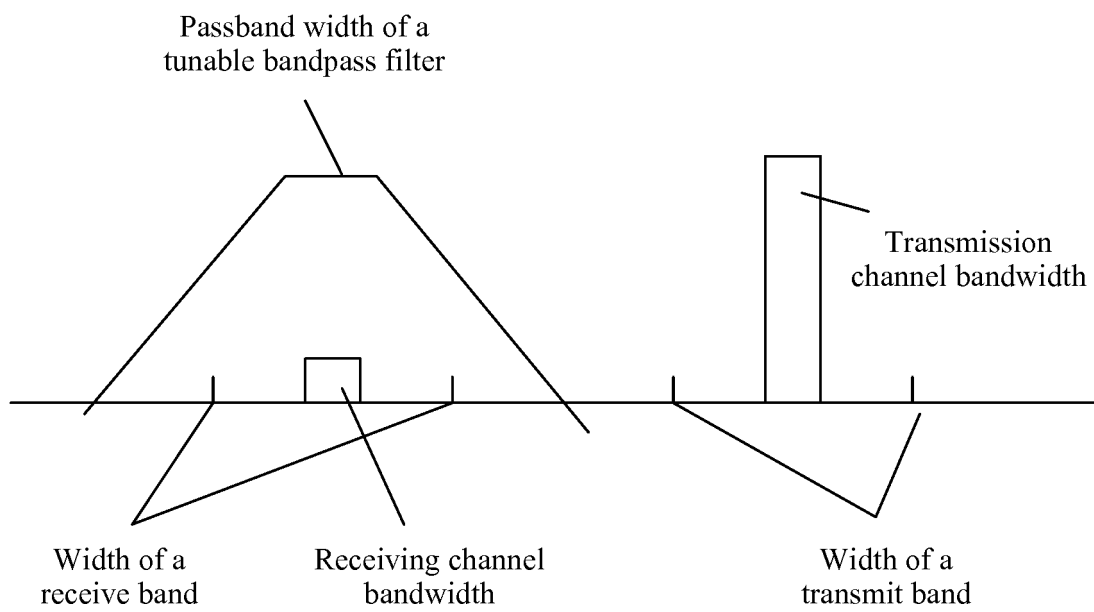 Passband width of a
tunable bandpass filter
Transmission
channel bandwidth
Width of a
receive band
Receiving channel
bandwidth
Width of a
transmit band